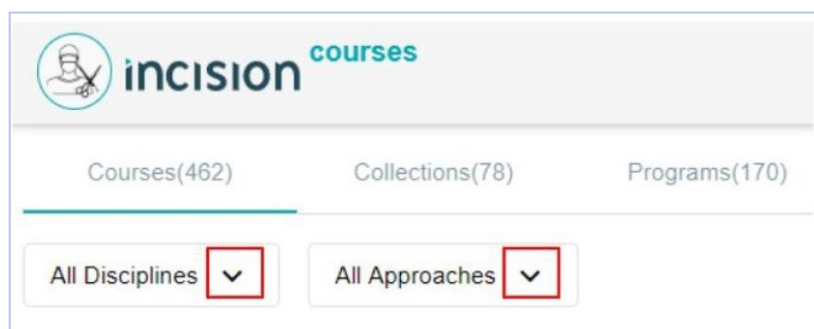 incision courses
Courses(462) Collections(78) Programs(170)
All Disciplines All Approaches